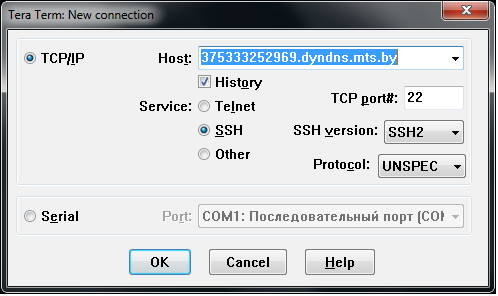 Tera Term: New connection
TCP/IP
Host: 375333252969.dyndns.mts.by
History
Service: Telnet
TCP port#: 22
SSH
SSH version: SSH2
Other
Protocol: UNSPEC
Serial
Port: COM1: Последовательный порт (COM
OK Cancel Help